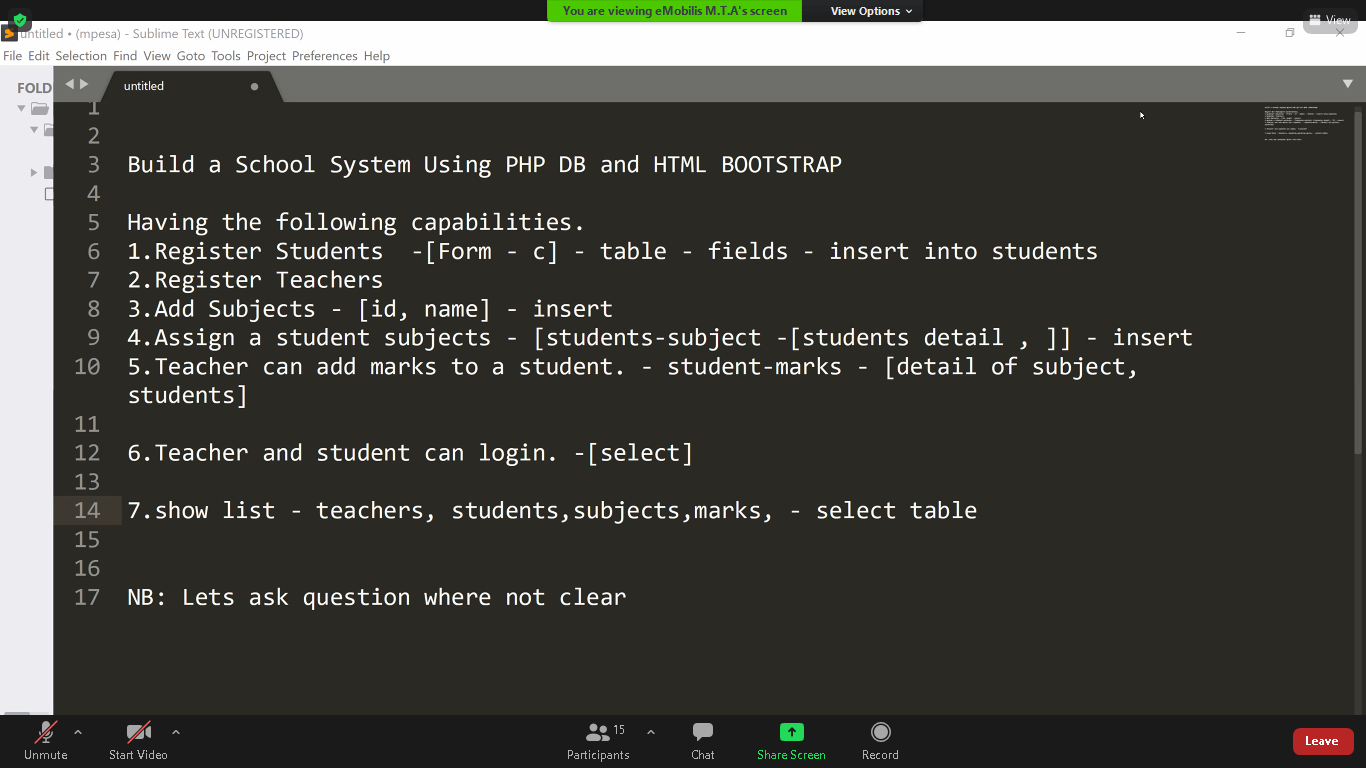 You are viewing eMobilis M.T.A's screen
View Options
View
untitled • (mpesa) - Sublime Text (UNREGISTERED)
File Edit Selection Find View Goto Tools Project Preferences Help
FOLD
untitled
1
2
3 Build a School System Using PHP DB and HTML BOOTSTRAP
4
5 Having the following capabilities.
6 1.Register Students -[Form - c] - table - fields - insert into students
7 2.Register Teachers
8 3.Add Subjects - [id, name] - insert
9 4.Assign a student subjects - [students-subject -[students detail , ]] - insert
10 5.Teacher can add marks to a student. - student-marks - [detail of subject,
students]
11
12 6.Teacher and student can login. -[select]
13
14 7.show list - teachers, students,subjects,marks, - select table
15
16
17 NB: Lets ask question where not clear
Unmute
Start Video
15
Participants
Chat
Share Screen
Record
Leave